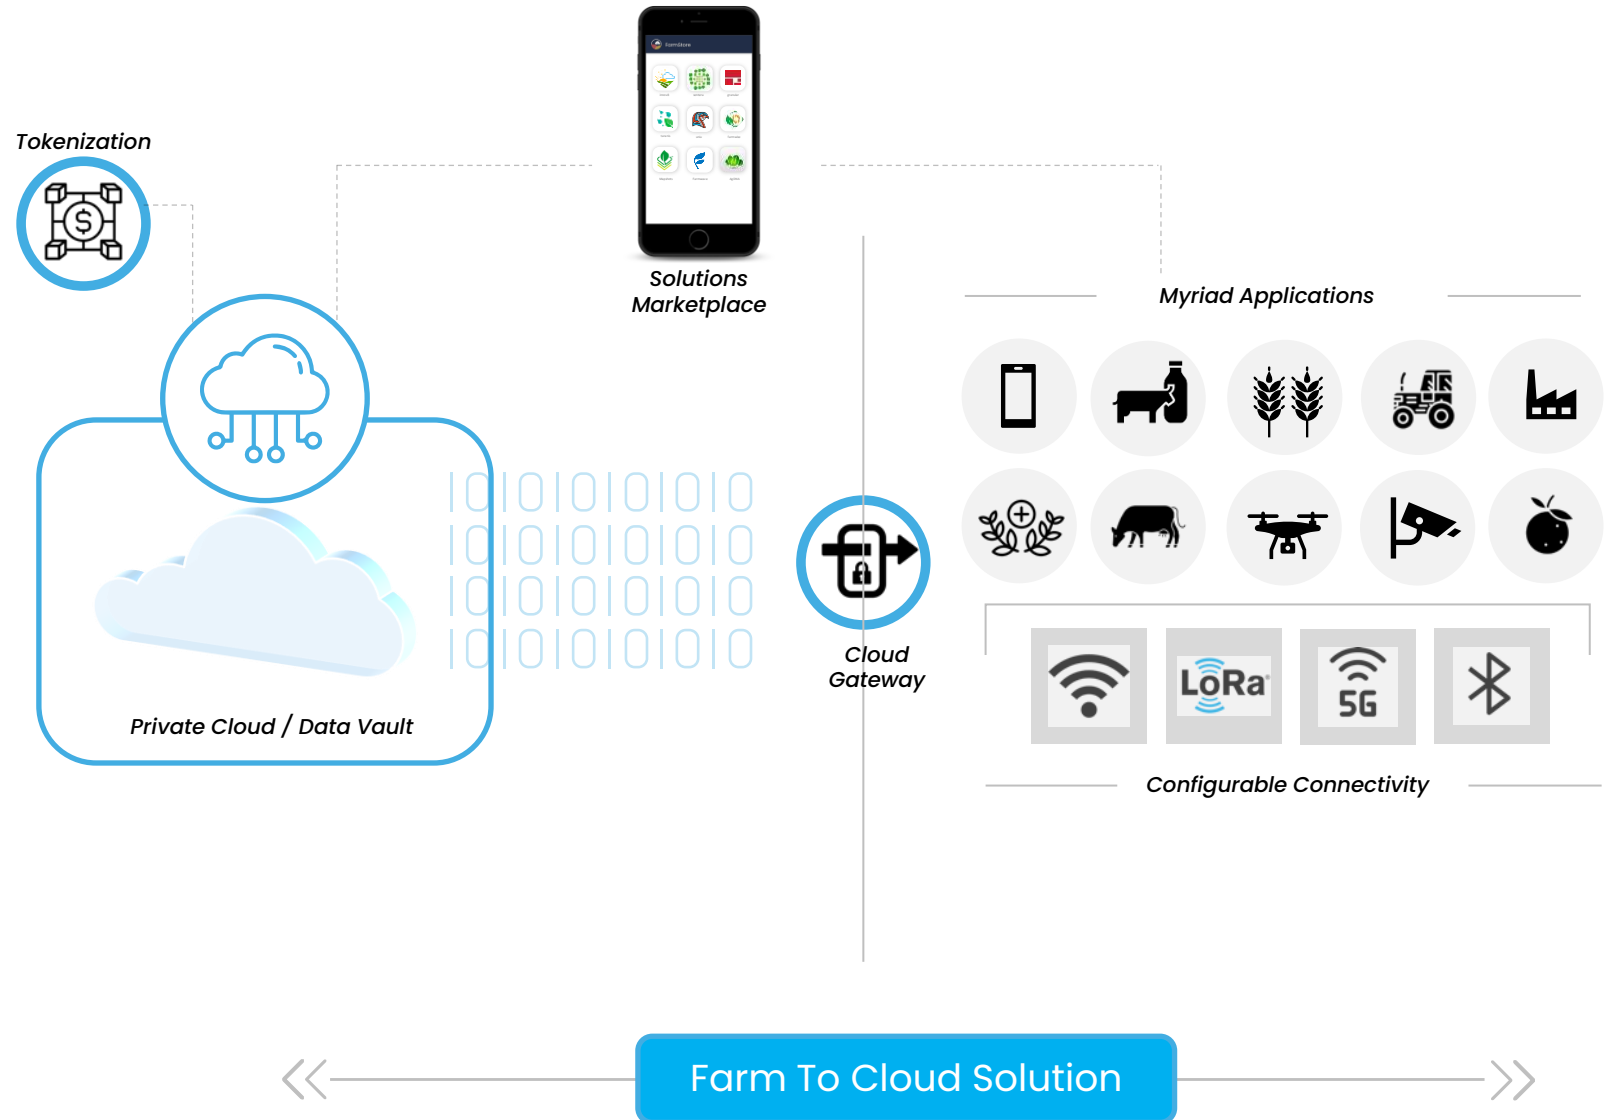 FarmStore
Tokenization
Solutions
Marketplace
Myriad Applications
Cloud
Gateway
LoRa
5G
Private Cloud / Data Vault
Configurable Connectivity
Farm To Cloud Solution